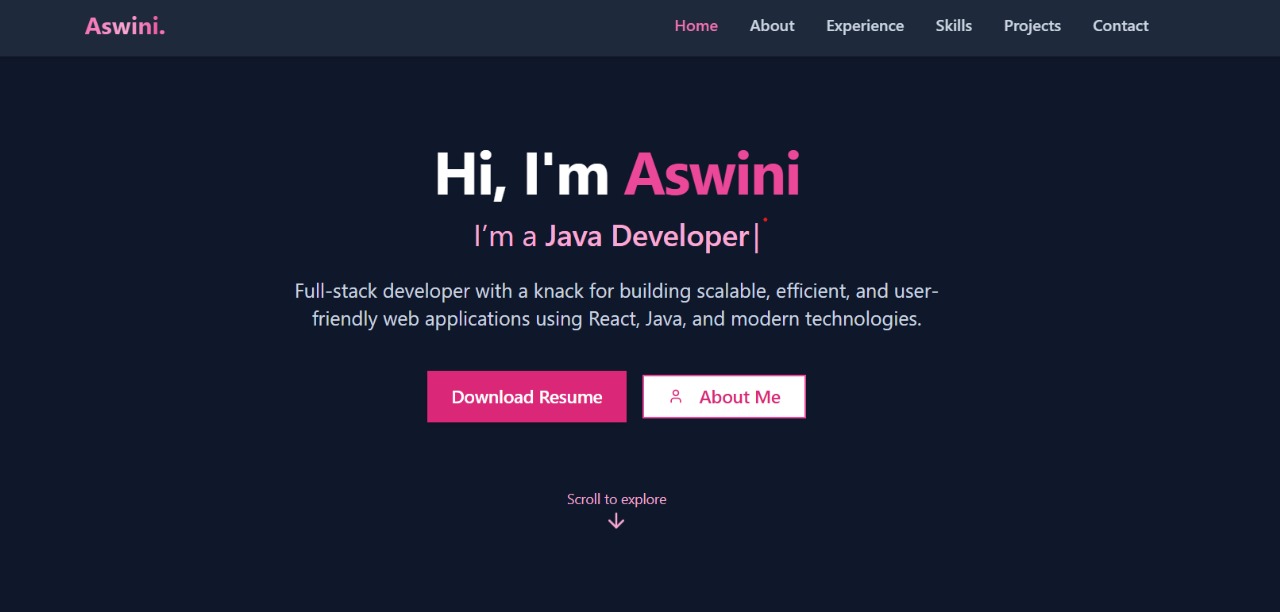 Aswini.
Home About Experience Skills Projects Contact
Hi, I'm Aswini
I’m a Java Developer|
Full-stack developer with a knack for building scalable, efficient, and user-
friendly web applications using React, Java, and modern technologies.
Download Resume
About Me
Scroll to explore